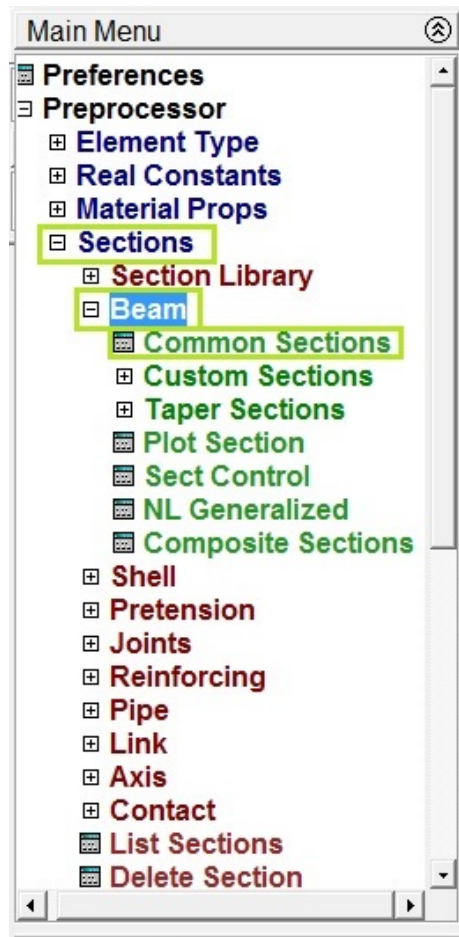 Main Menu
Preferences
Preprocessor
Element Type
Real Constants
Material Props
Sections
Section Library
Beam
Common Sections
Custom Sections
Taper Sections
Plot Section
Sect Control
NL Generalized
Composite Sections
Shell
Pretension
Joints
Reinforcing
Pipe
Link
Axis
Contact
List Sections
Delete Section